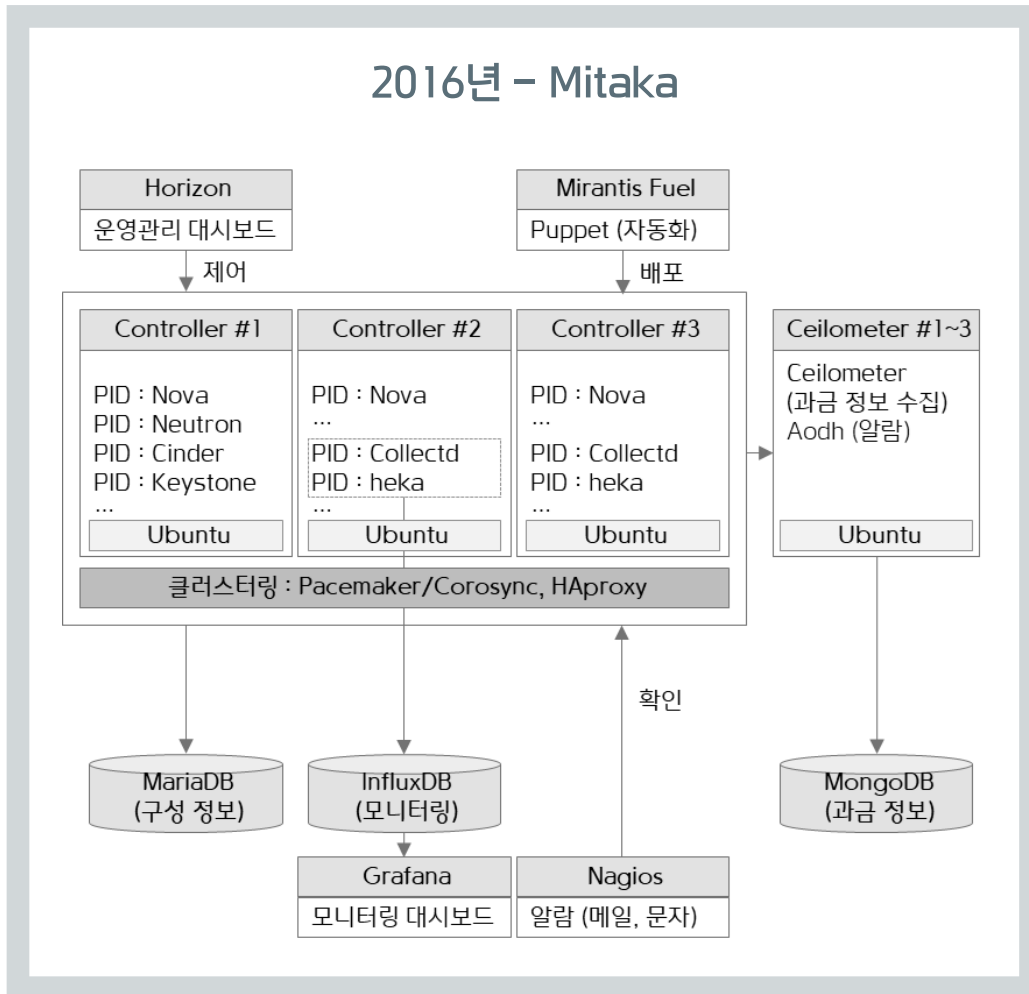 2016년 – Mitaka
Horizon
운영관리 대시보드
Mirantis Fuel
Puppet (자동화)
제어
배포
Controller #1
PID : Nova
PID : Neutron
PID : Cinder
PID : Keystone
...
Ubuntu
Controller #2
PID : Nova
...
PID : Collectd
PID : heka
...
Ubuntu
Controller #3
PID : Nova
...
PID : Collectd
PID : heka
...
Ubuntu
Ceilometer #1~3
Ceilometer
(과금 정보 수집)
Aodh (알람)
Ubuntu
클러스터링 : Pacemaker/Corosync, HAproxy
확인
MariaDB
(구성 정보)
InfluxDB
(모니터링)
MongoDB
(과금 정보)
Grafana
모니터링 대시보드
Nagios
알람 (메일, 문자)